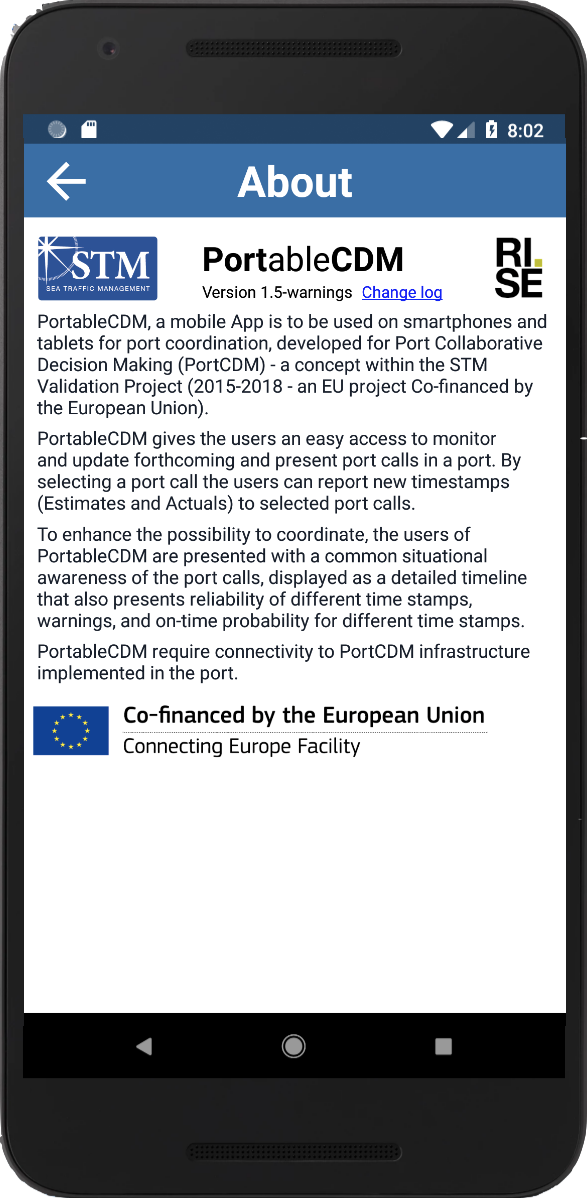 8:02
About
STM
SEA TRAFFIC MANAGEMENT
PortableCDM
Version 1.5-warnings Change log
RI.
SE
PortableCDM, a mobile App is to be used on smartphones and
tablets for port coordination, developed for Port Collaborative
Decision Making (PortCDM) - a concept within the STM
Validation Project (2015-2018 - an EU project Co-financed by
the European Union).
PortableCDM gives the users an easy access to monitor
and update forthcoming and present port calls in a port. By
selecting a port call the users can report new timestamps
(Estimates and Actuals) to selected port calls.
To enhance the possibility to coordinate, the users of
PortableCDM are presented with a common situational
awareness of the port calls, displayed as a detailed timeline
that also presents reliability of different time stamps,
warnings, and on-time probability for different time stamps.
PortableCDM require connectivity to PortCDM infrastructure
implemented in the port.
Co-financed by the European Union
Connecting Europe Facility